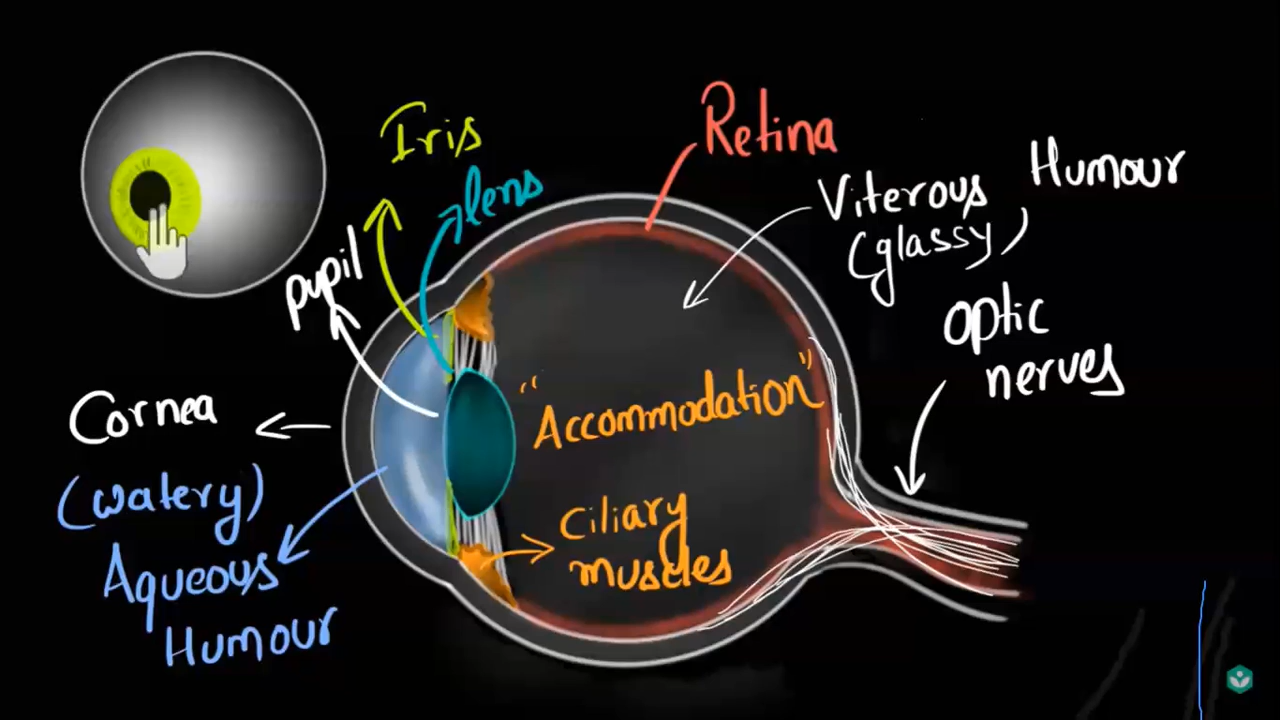 Iris
lens
pupil
Retina
Viterous Humour
(glassy)
optic
nerves
Cornea
(watery)
Aqueous
Humour
"Accommodation"
Ciliary
muscles